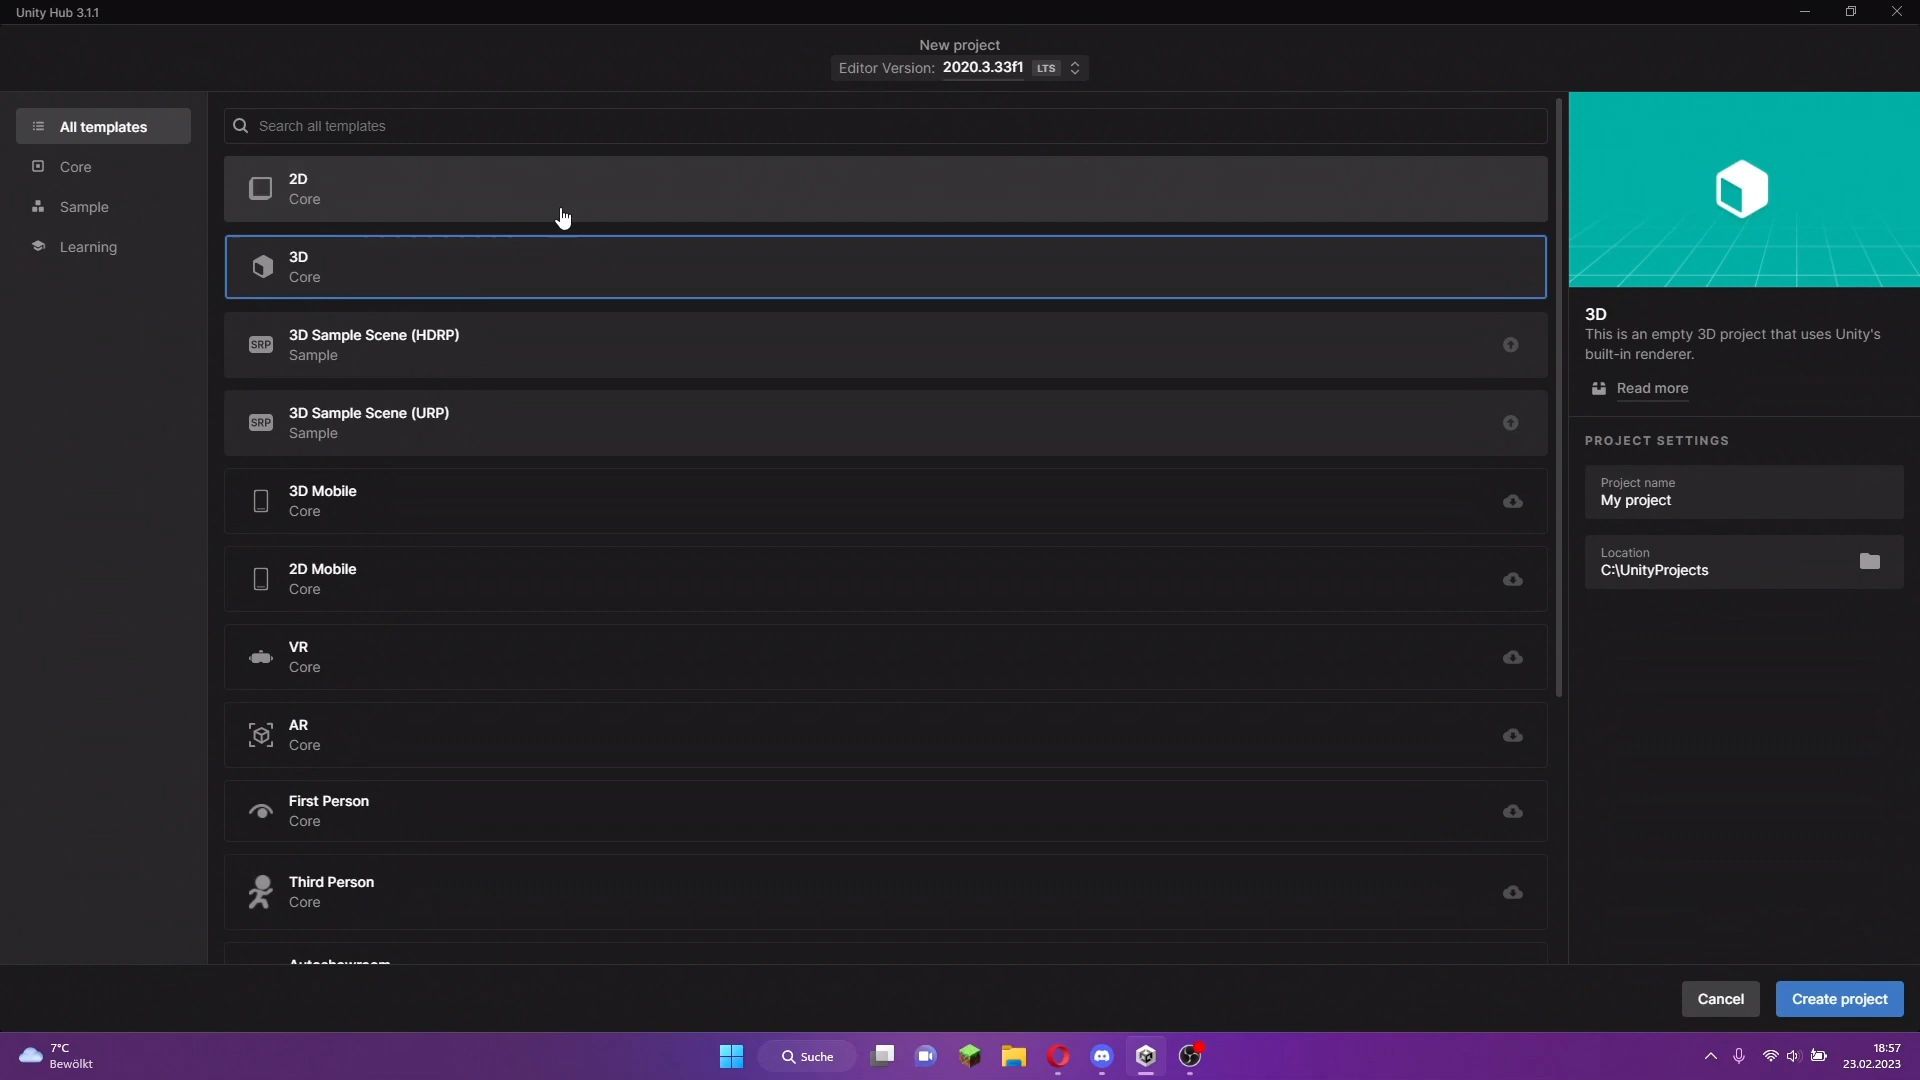 Unity Hub 3.1.1
New project
Editor Version: 2020.3.33f1 LTS
All templates
Core
Sample
Learning
Search all templates
2D
Core
3D
Core
SRP
3D Sample Scene (HDRP)
Sample
SRP
3D Sample Scene (URP)
Sample
3D Mobile
Core
2D Mobile
Core
VR
Core
AR
Core
First Person
Core
Third Person
Core
3D
This is an empty 3D project that uses Unity's
built-in renderer.
Read more
PROJECT SETTINGS
Project name
My project
Location
C:\UnityProjects
Cancel
Create project
7°C
Bewölkt
Suche
18:57
23.02.2023